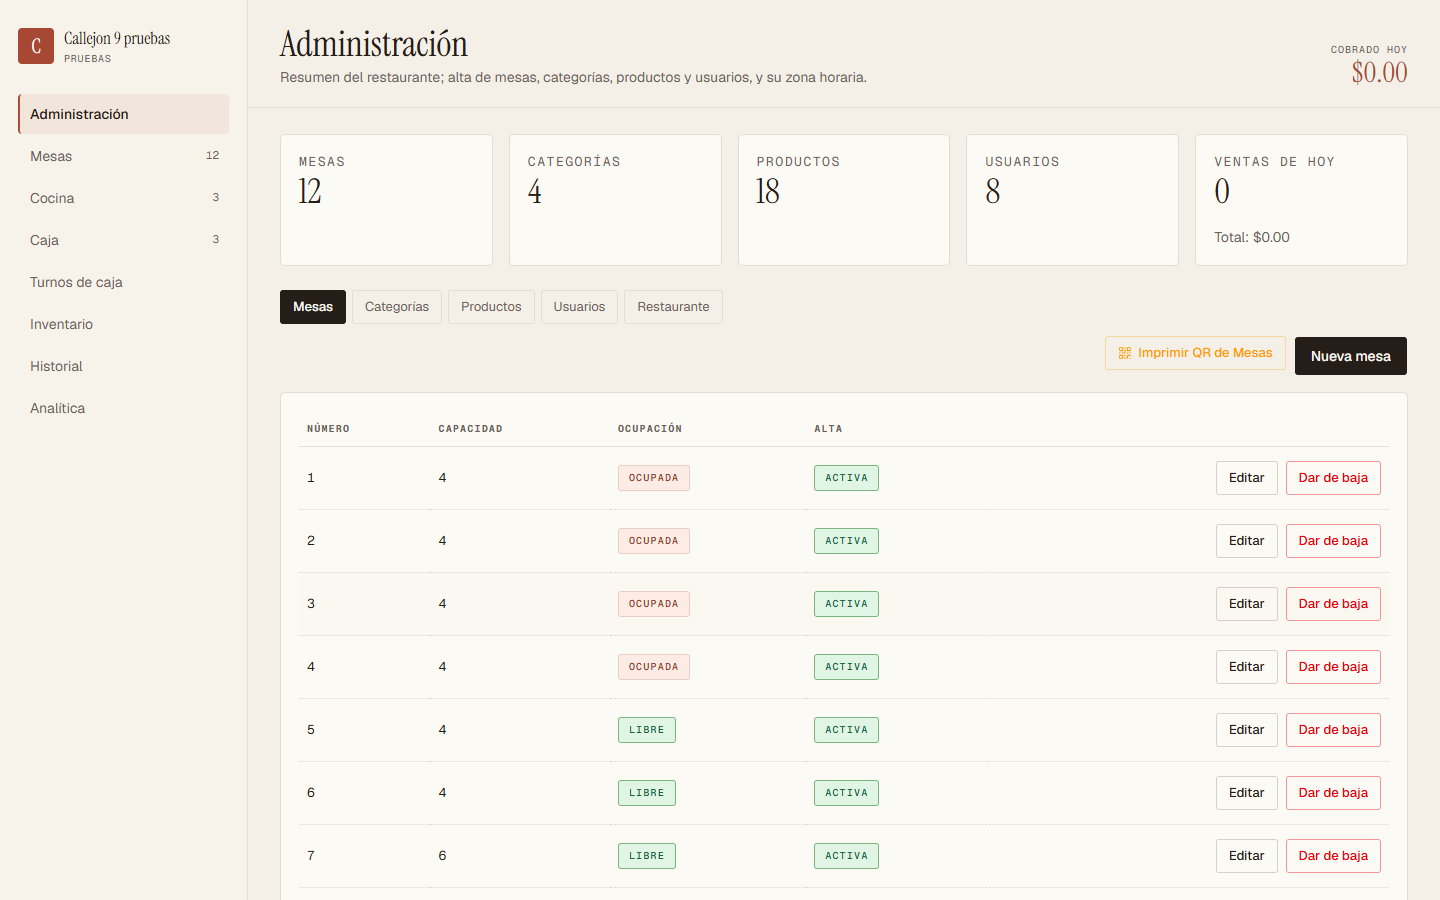 C
Callejon 9 pruebas
PRUEBAS
Administración
Mesas 12
Cocina 3
Caja 3
Turnos de caja
Inventario
Historial
Analítica
Administración
Resumen del restaurante; alta de mesas, categorías, productos y usuarios, y su zona horaria.
COBRADO HOY
$0.00
MESAS
12
CATEGORÍAS
4
PRODUCTOS
18
USUARIOS
8
VENTAS DE HOY
0
Total: $0.00
Mesas Categorías Productos Usuarios Restaurante
Imprimir QR de Mesas Nueva mesa
NÚMERO CAPACIDAD OCUPACIÓN ALTA
1 4 OCUPADA ACTIVA Editar Dar de baja
2 4 OCUPADA ACTIVA Editar Dar de baja
3 4 OCUPADA ACTIVA Editar Dar de baja
4 4 OCUPADA ACTIVA Editar Dar de baja
5 4 LIBRE ACTIVA Editar Dar de baja
6 4 LIBRE ACTIVA Editar Dar de baja
7 6 LIBRE ACTIVA Editar Dar de baja